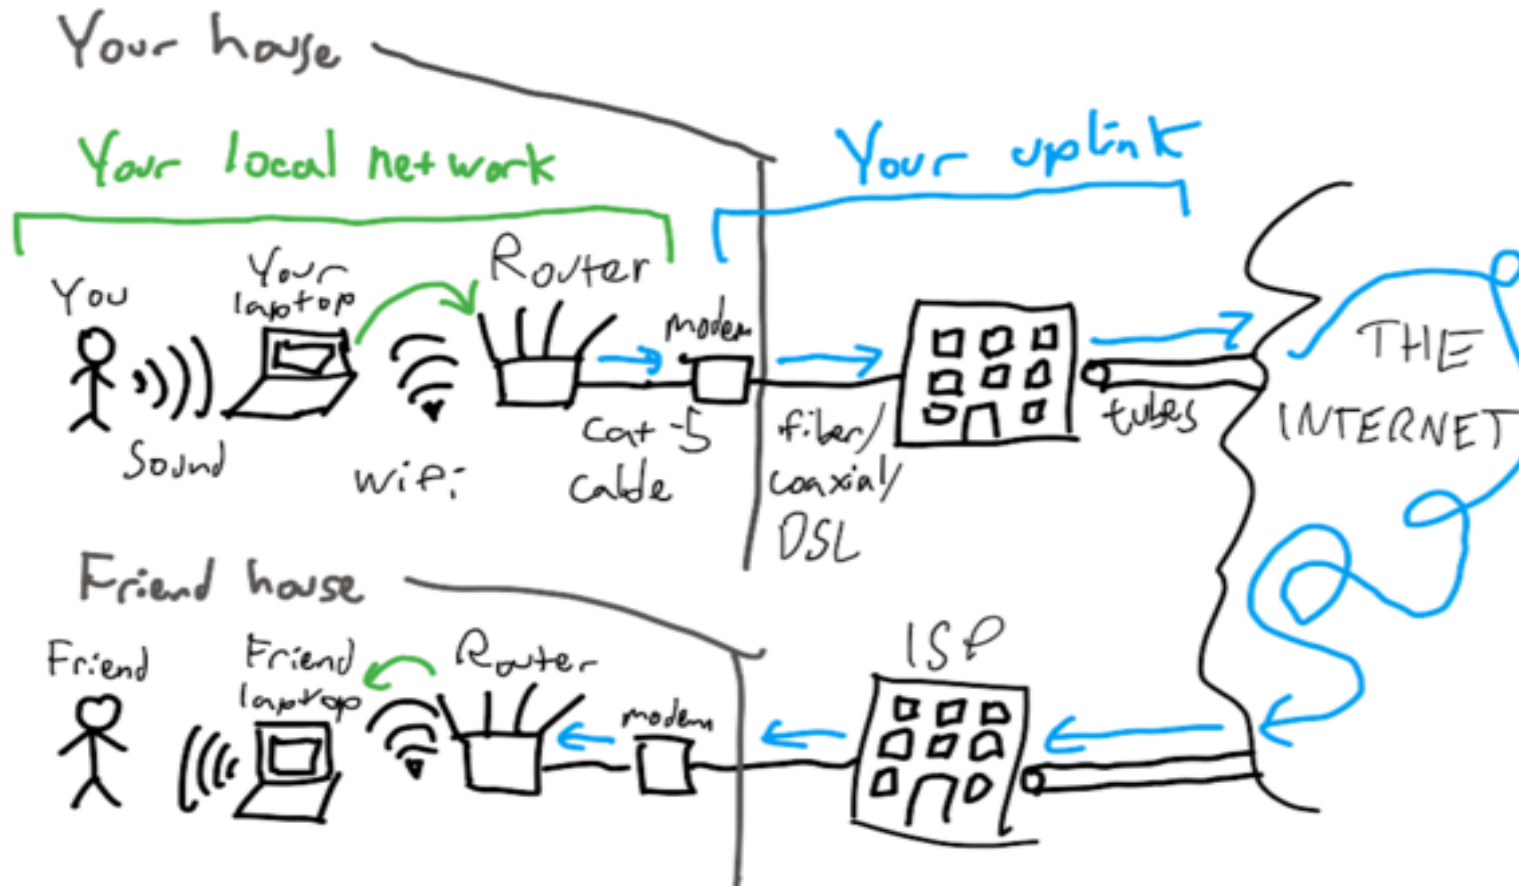 Your house
Your local network
Your uplink
You
Your
laptop
Router
modem
THE
INTERNET
tubes
Sound
wifi
cat-5
cable
fiber/
coaxial/
DSL
Friend house
Friend
Friend
laptop
Router
modem
ISP